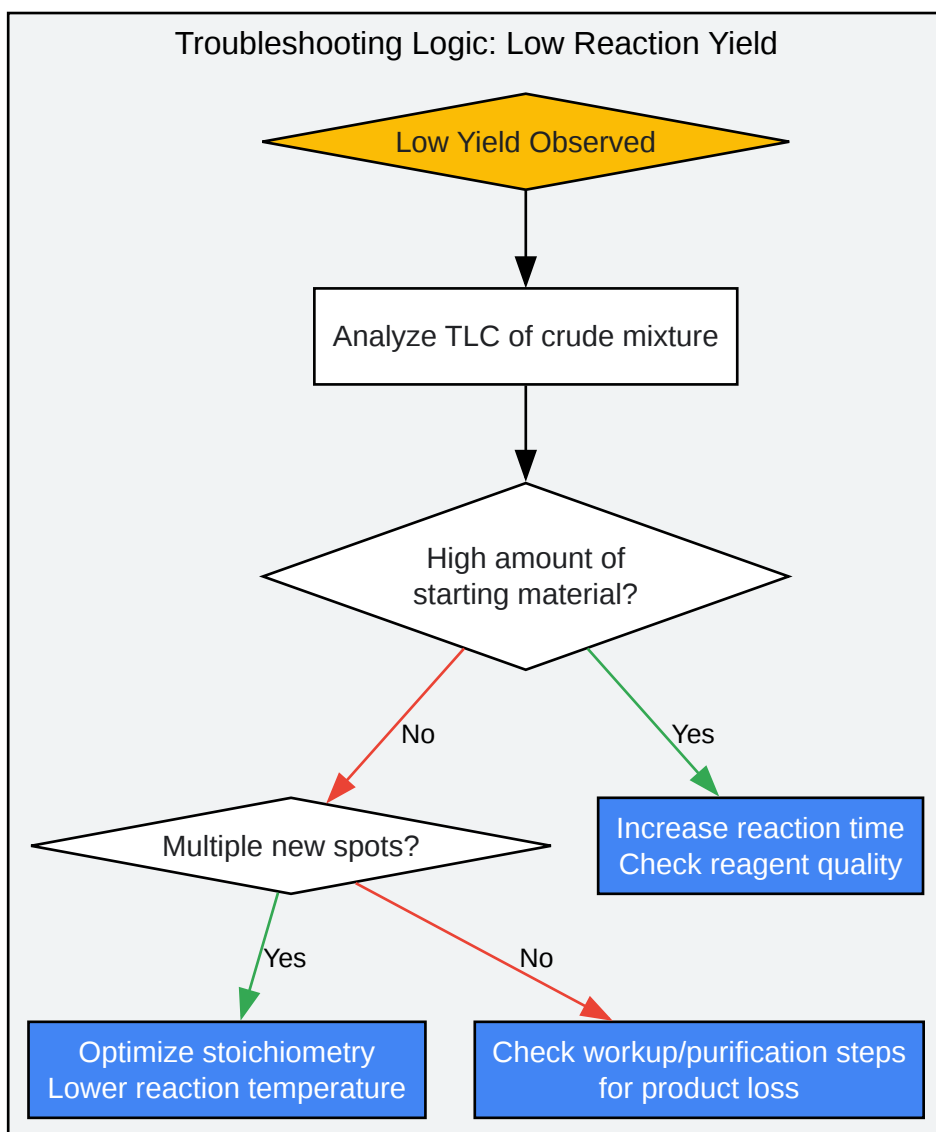 Troubleshooting Logic: Low Reaction Yield
Low Yield Observed
Analyze TLC of crude mixture
High amount of
starting material?
No
Yes
Multiple new spots?
Increase reaction time
Check reagent quality
Yes
No
Optimize stoichiometry
Lower reaction temperature
Check workup/purification steps
for product loss